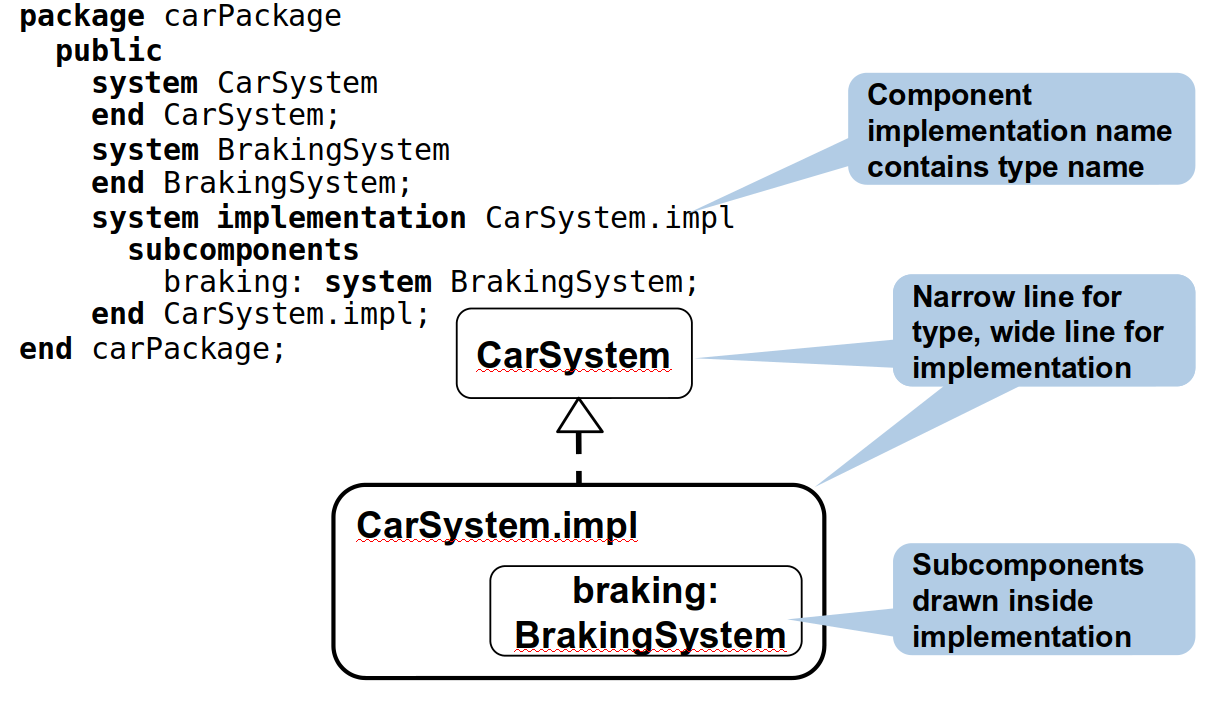 package carPackage
public
system CarSystem
end CarSystem;
system BrakingSystem
end BrakingSystem;
system implementation CarSystem.impl
subcomponents
braking: system BrakingSystem;
end CarSystem.impl;
end carPackage;
Component
implementation name
contains type name
Narrow line for
type, wide line for
implementation
CarSystem
CarSystem.impl
braking:
BrakingSystem
Subcomponents
drawn inside
implementation